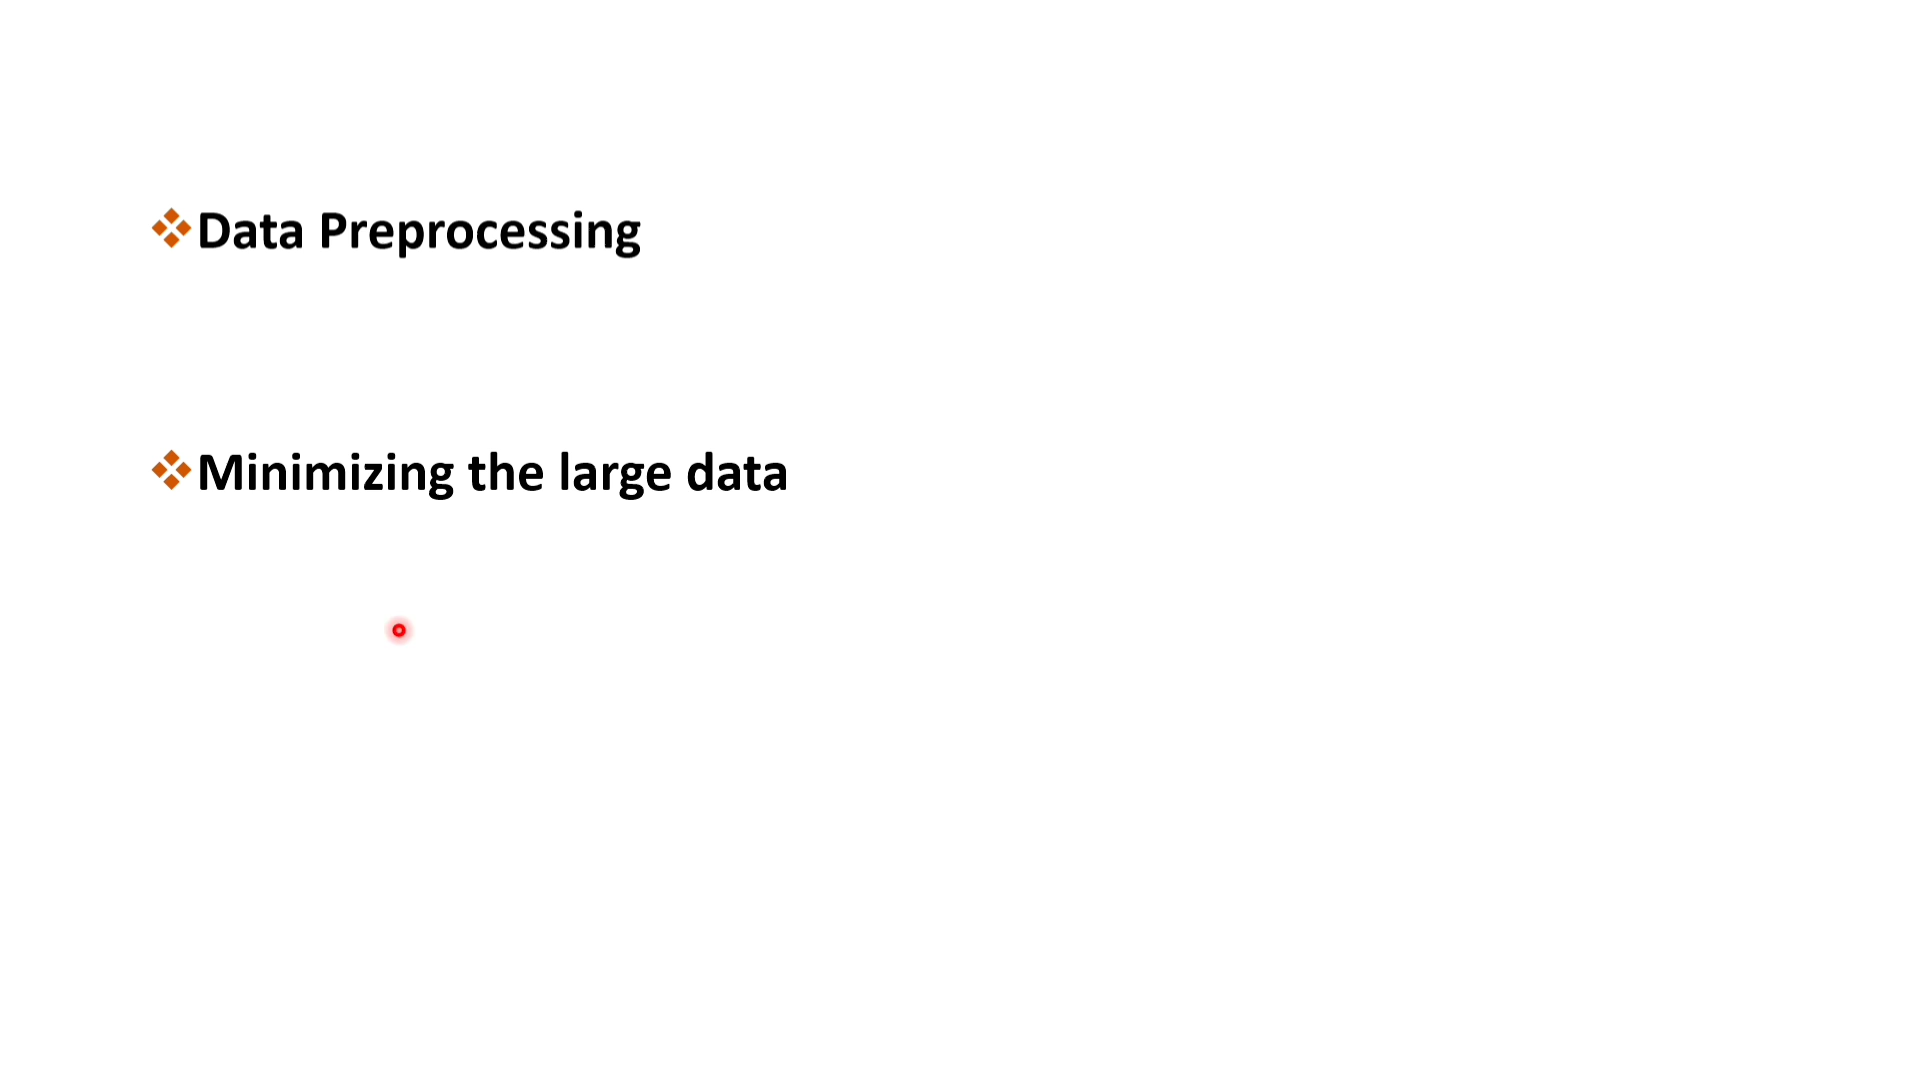 Data Preprocessing
Minimizing the large data